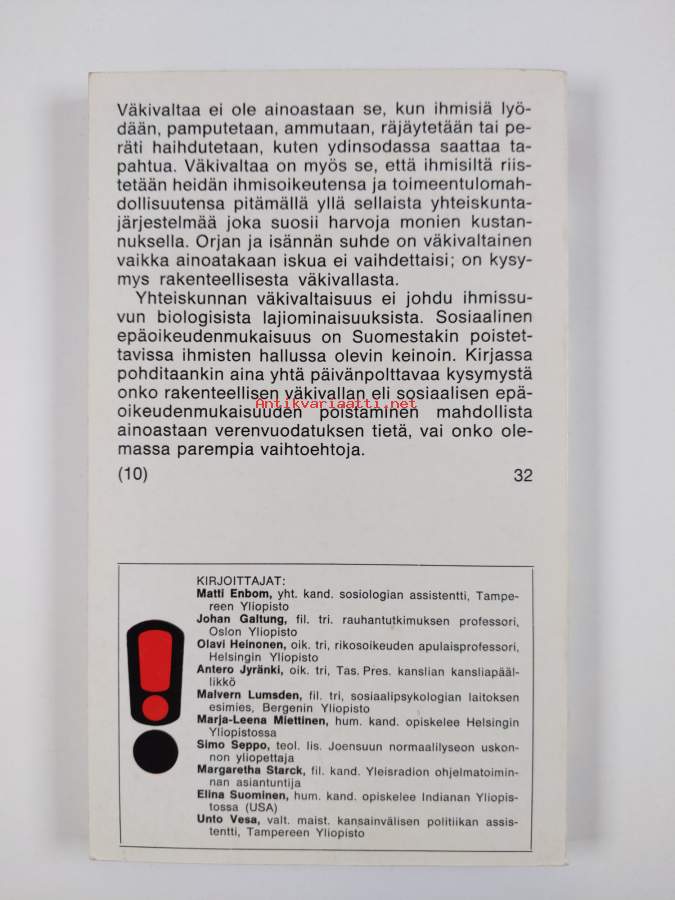 Väkivaltaa ei ole ainoastaan se, kun ihmisiä lyö-
dään, pamputetaan, ammutaan, räjäytetään tai pe-
räti haihdutetaan, kuten ydinsodassa saattaa ta-
pahtua. Väkivaltaa on myös se, että ihmisiltä riis-
tetään heidän ihmisoikeutensa ja toimeentulomah-
dollisuutensa pitämällä yllä sellaista yhteiskunta-
järjestelmää joka suosii harvoja monien kustan-
nuksella. Orjan ja isännän suhde on väkivaltainen
vaikka ainoatakaan iskua ei vaihdettaisi; on kysy-
mys rakenteellisesta väkivallasta.
Yhteiskunnan väkivaltaisuus ei johdu ihmissu-
vun biologisista lajiominaisuuksista. Sosiaalinen
epäoikeudenmukaisuus on Suomestakin poistet-
tavissa ihmisten hallussa olevin keinoin. Kirjassa
pohditaankin aina yhtä päivänpolttavaa kysymystä
onko rakenteellisen väkivallan eli sosiaalisen epä-
Antikvariaatti.net
oikeudenmukaisuuden poistaminen mahdollista
ainoastaan verenvuodatuksen tietä, vai onko ole-
massa parempia vaihtoehtoja.
(10) 32
KIRJOITTAJAT:
Matti Enbom, yht. kand. sosiologian assistentti, Tampe-
reen Yliopisto
Johan Galtung, fil. tri. rauhantutkimuksen professori,
Oslon Yliopisto
Olavi Heinonen, oik. tri, rikosoikeuden apulaisprofessori,
Helsingin Yliopisto
Antero Jyränki, oik. tri, Tas. Pres. kanslian kansliapääl-
likkö
Malvern Lumsden, fil. tri, sosiaalipsykologian laitoksen
esimies, Bergenin Yliopisto
Marja-Leena Miettinen, hum. kand. opiskelee Helsingin
Yliopistossa
Simo Seppo, teol. lis. Joensuun normaalilyseon uskon-
non yliopettaja
Margaretha Starck, fil. kand. Yleisradion ohjelmatoimin-
nan asiantuntija
Elina Suominen, hum. kand. opiskelee Indianan Yliopis-
tossa (USA)
Unto Vesa, valt. maist. kansainvälisen politiikan assis-
tentti, Tampereen Yliopisto